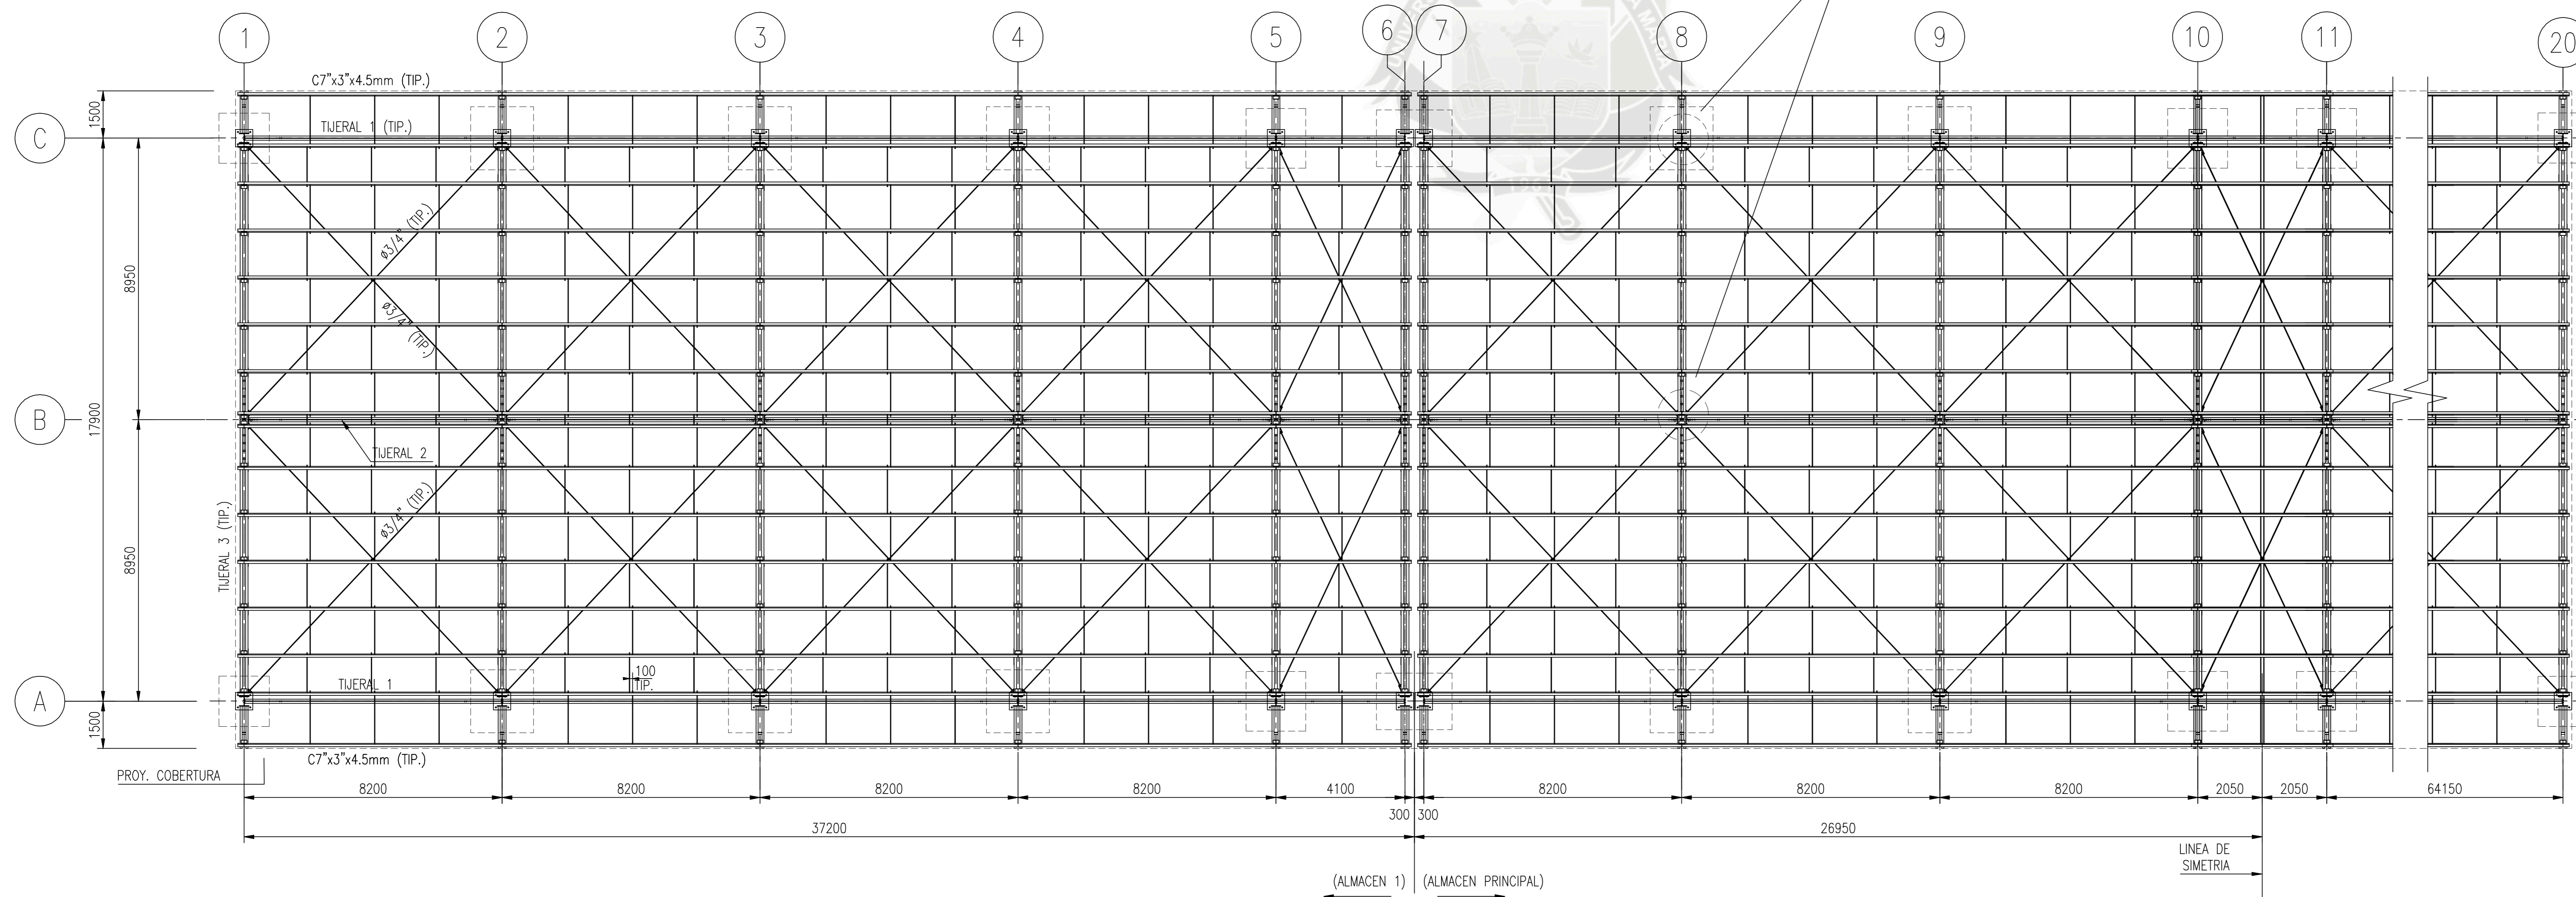 1
2
3
4
5
6
7
8
9
10
11
20
C7"x3"x4.5mm (TIP.)
1500
C
TIJERAL 1 (TIP.)
ø3/4" (TIP.)
8950
ø3/4" (TIP.)
17900
B
TIJERAL 2
ø3/4" (TIP.)
TIJERAL 3 (TIP.)
8950
TIJERAL 1
100
TIP.
A
1500
C7"x3"x4.5mm (TIP.)
PROY. COBERTURA
8200
8200
8200
8200
4100
8200
8200
8200
2050
2050
64150
300
300
37200
26950
LINEA DE
SIMETRIA
(ALMACEN 1)
(ALMACEN PRINCIPAL)